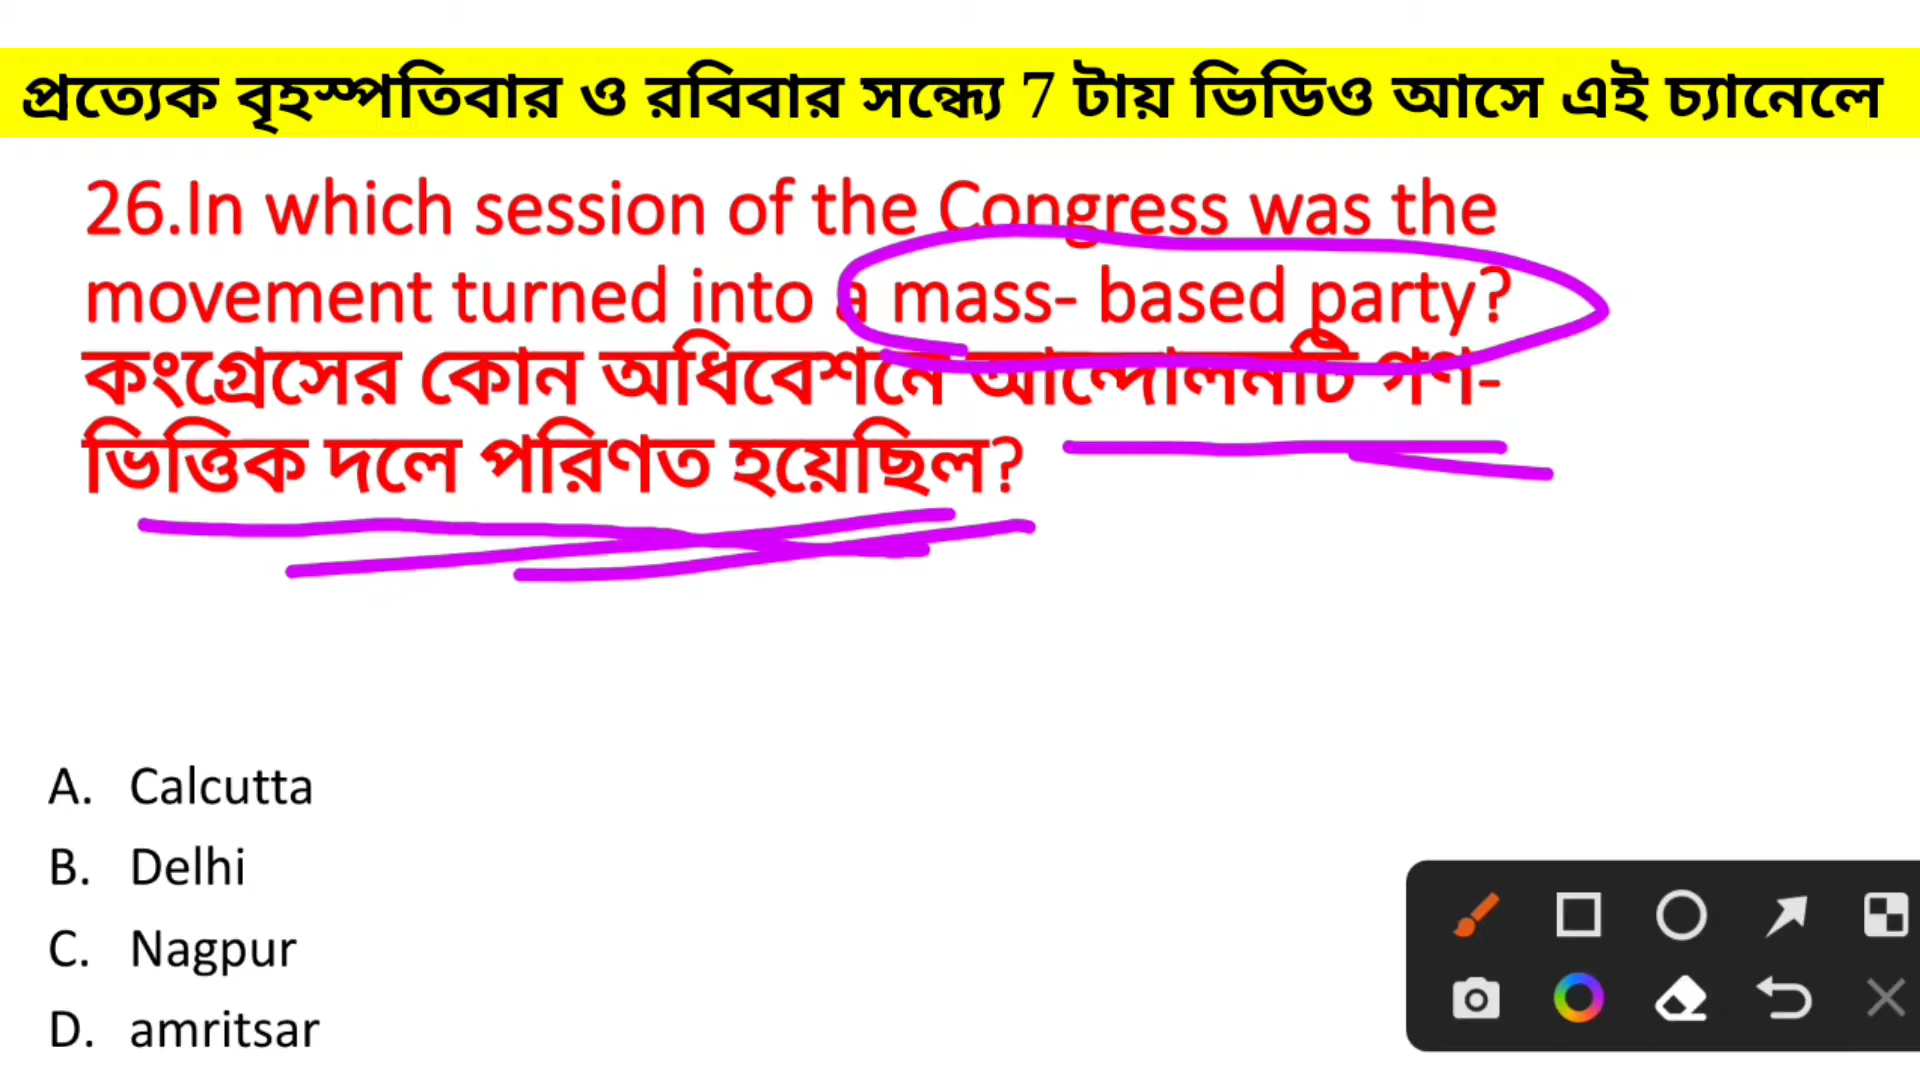 প্রত্যেক বৃহস্পতিবার ও রবিবার সন্ধ্যে 7 টায় ভিডিও আসে এই চ্যানেলে
26.In which session of the Congress was the
movement turned into a mass- based party?
কংগ্রেসের কোন অধিবেশনে আন্দোলনটি গণ-
ভিত্তিক দলে পরিণত হয়েছিল?
A. Calcutta
B. Delhi
C. Nagpur
D. amritsar